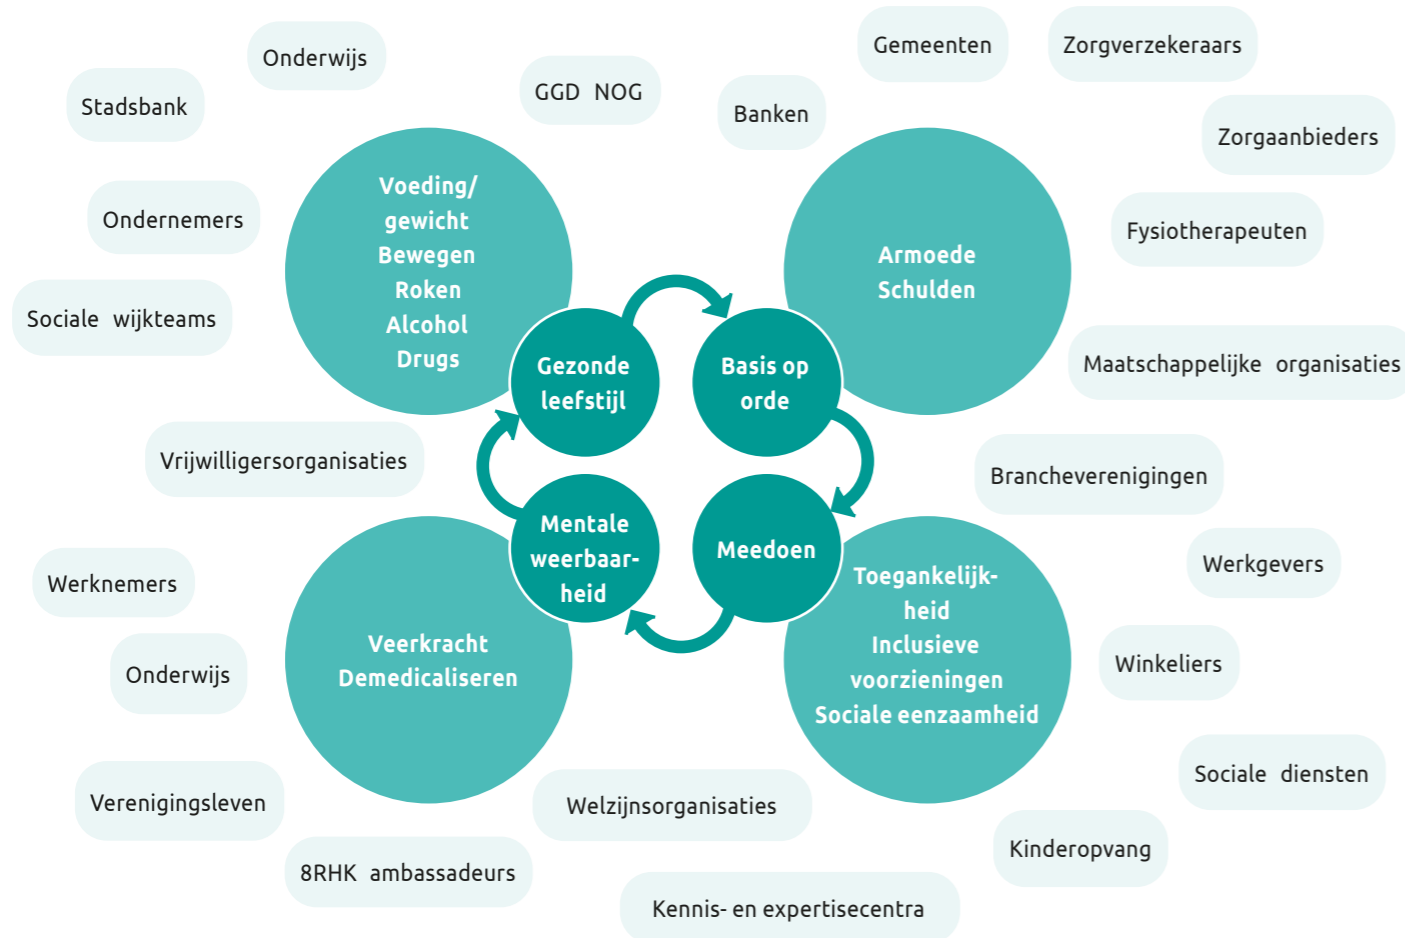 Onderwijs
Gemeenten
Zorgverzekeraars
Stadsbank
GGD NOG
Banken
Zorgaanbieders
Voeding/
gewicht
Bewegen
Roken
Alcohol
Drugs
Ondernemers
Armoede
Schulden
Fysiotherapeuten
Sociale wijkteams
Gezonde
leefstijl
Basis op
orde
Maatschappelijke organisaties
Vrijwilligersorganisaties
Brancheverenigingen
Mentale
weerbaar-
heid
Meedoen
Werknemers
Werkgevers
Toegankelijk-
heid
Inclusieve
voorzieningen
Sociale eenzaamheid
Veerkracht
Demedicaliseren
Onderwijs
Winkeliers
Verenigingsleven
Welzijnsorganisaties
Sociale diensten
8RHK ambassadeurs
Kinderopvang
Kennis- en expertisecentra